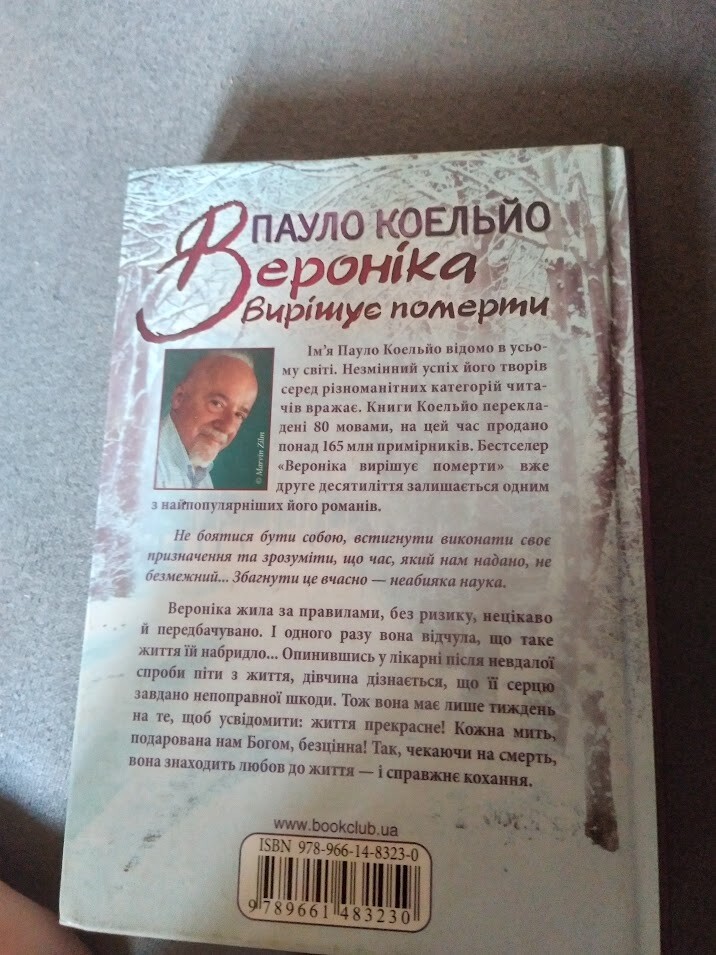 ПАУЛО КОЕЛЬЙО
Вероніка
вирішує померти
Ім’я Пауло Коельйо відомо в усьо-
му світі. Незмінний успіх його творів
серед різноманітних категорій чита-
чів вражає. Книги Коельйо перекла-
дені 80 мовами, на цей час продано
понад 165 млн примірників. Бестселер
«Вероніка вирішує померти» вже
друге десятиліття залишається одним
з найпопулярніших його романів.
© Marvin Zilm
Не боятися бути собою, встигнути виконати своє
призначення та зрозуміти, що час, який нам надано, не
безмежний... Збагнути це вчасно — неабияка наука.
Вероніка жила за правилами, без ризику, нецікаво
й передбачувано. І одного разу вона відчула, що таке
життя їй набридло... Опинившись у лікарні після невдалої
спроби піти з життя, дівчина дізнається, що її серцю
завдано непоправної шкоди. Тож вона має лише тиждень
на те, щоб усвідомити: життя прекрасне! Кожна мить,
подарована нам Богом, безцінна! Так, чекаючи на смерть,
вона знаходить любов до життя — і справжнє кохання.
www.bookclub.ua
ISBN 978-966-14-8323-0
9 789661 483230